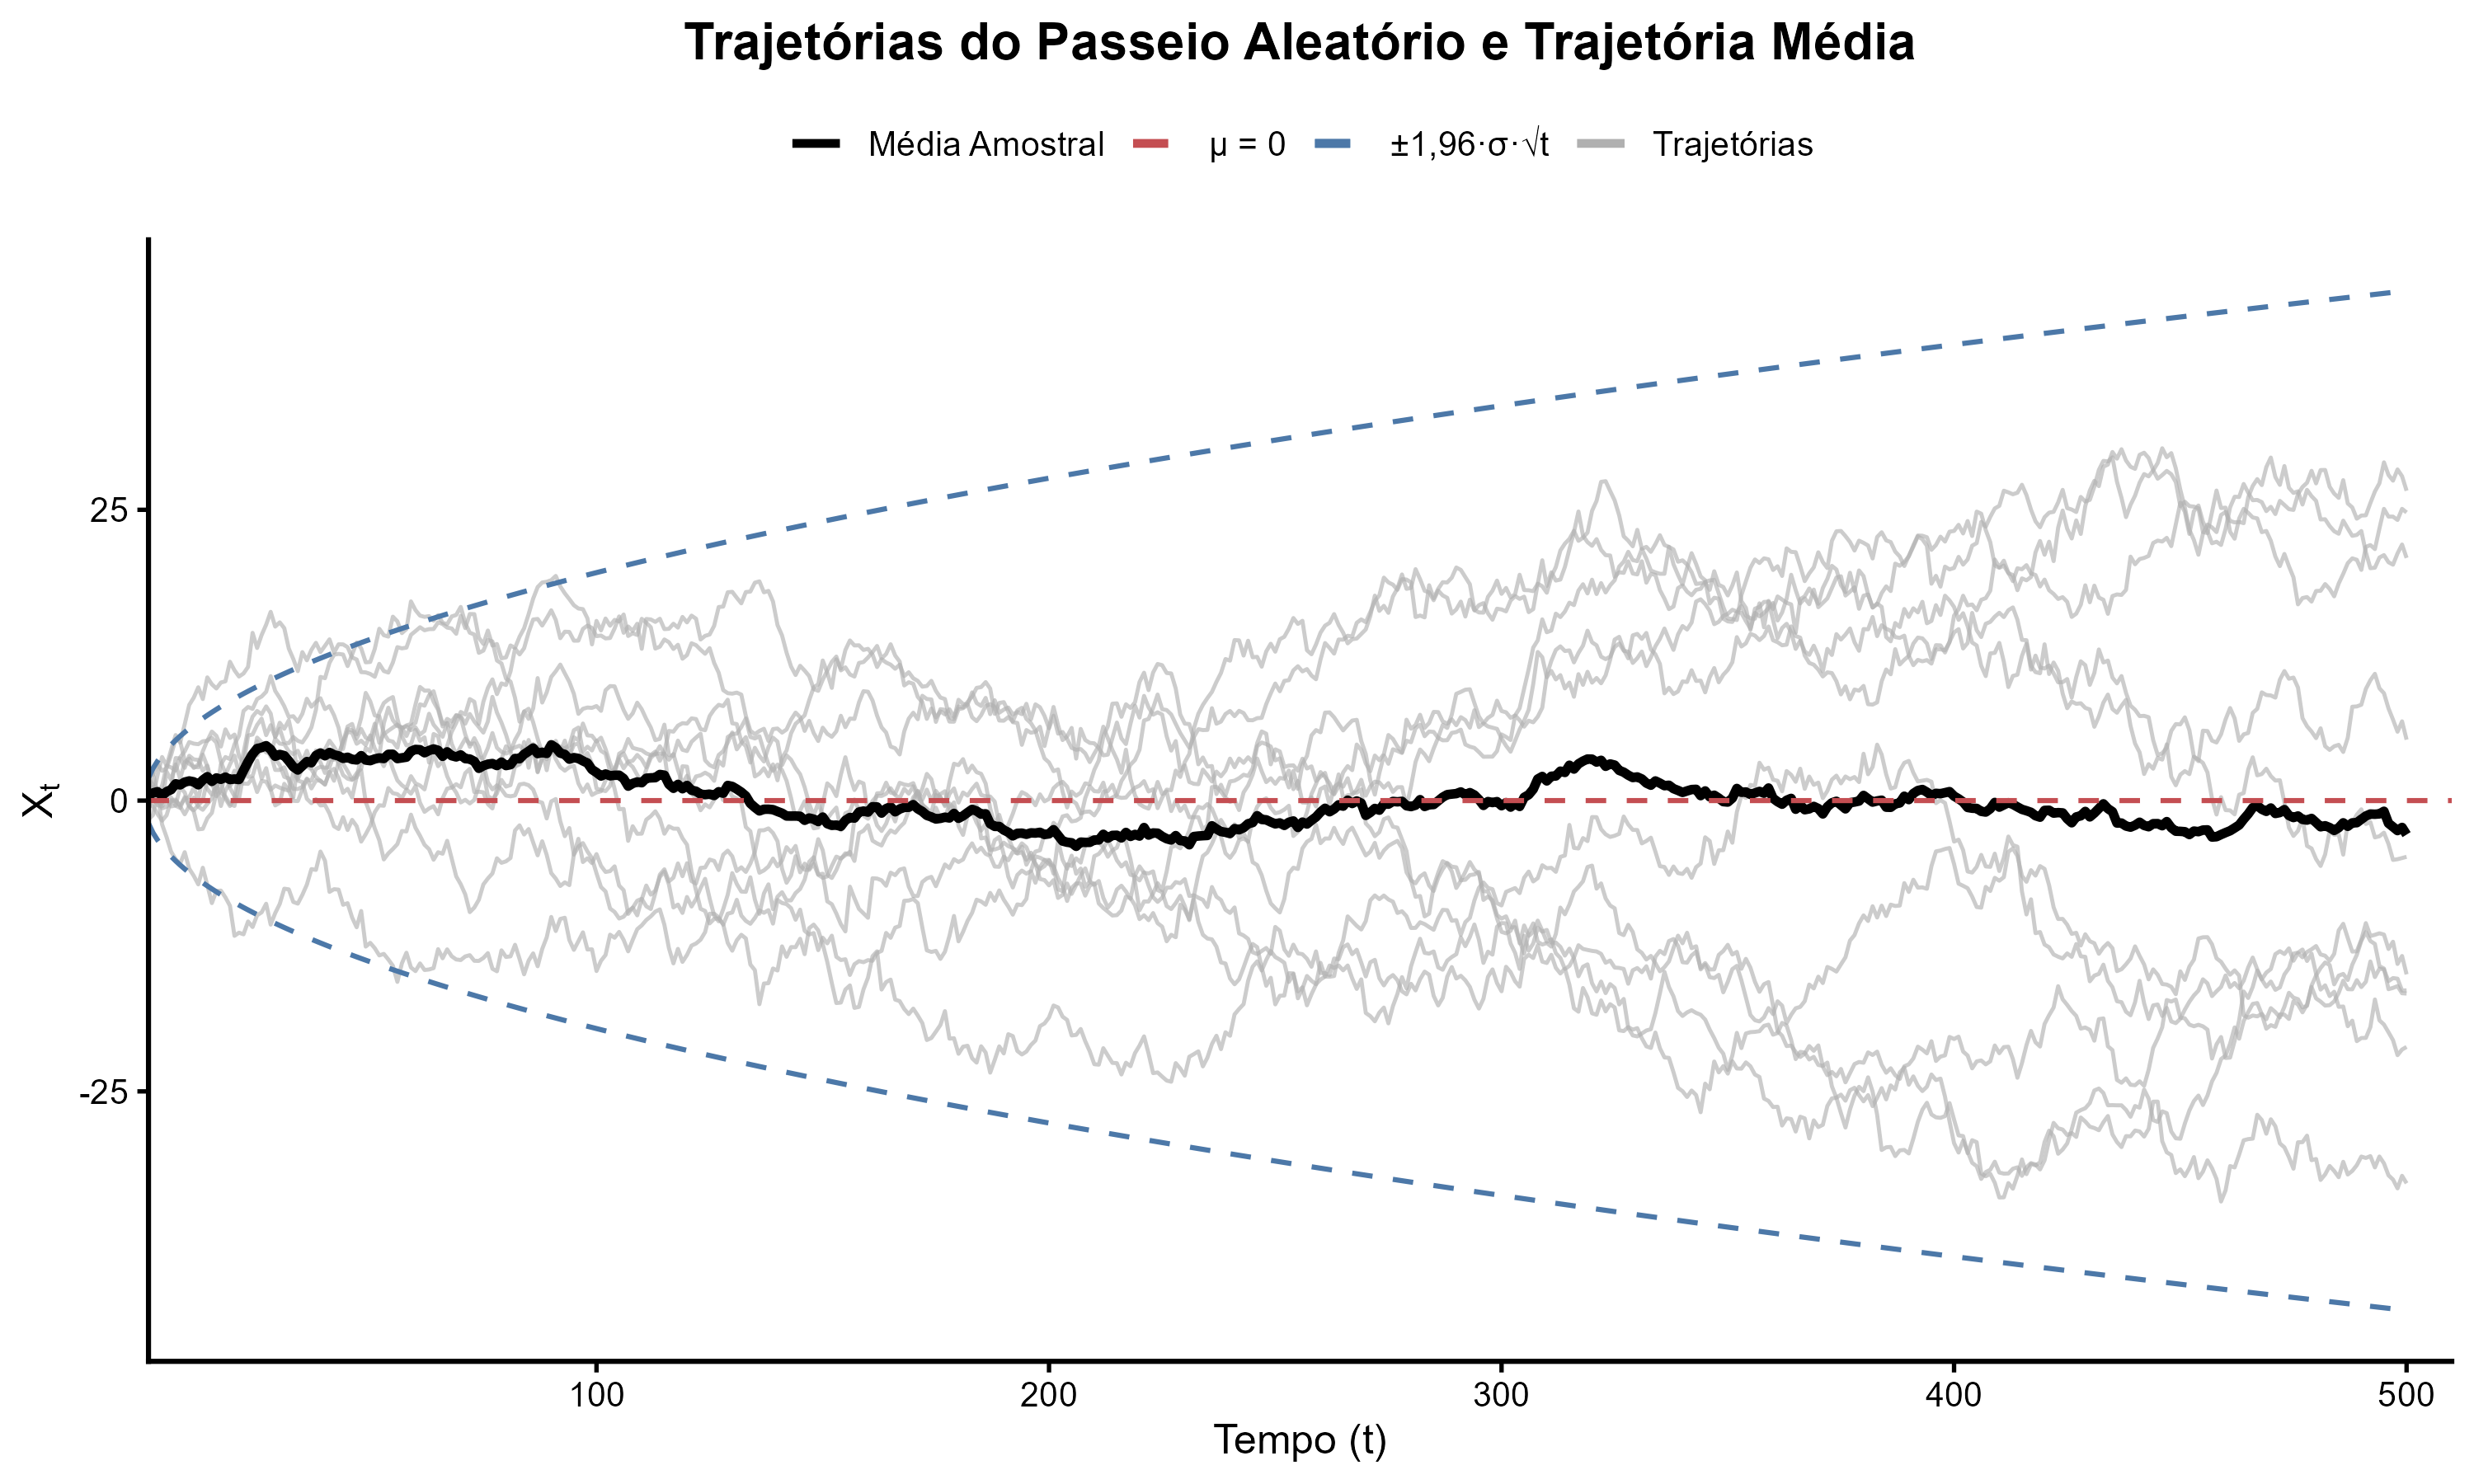 Trajetórias do Passeio Aleatório e Trajetória Média
Média Amostral μ = 0 ±1,96·σ·√t Trajetórias
25
0
-25
Xₜ
100 200 300 400 500
Tempo (t)